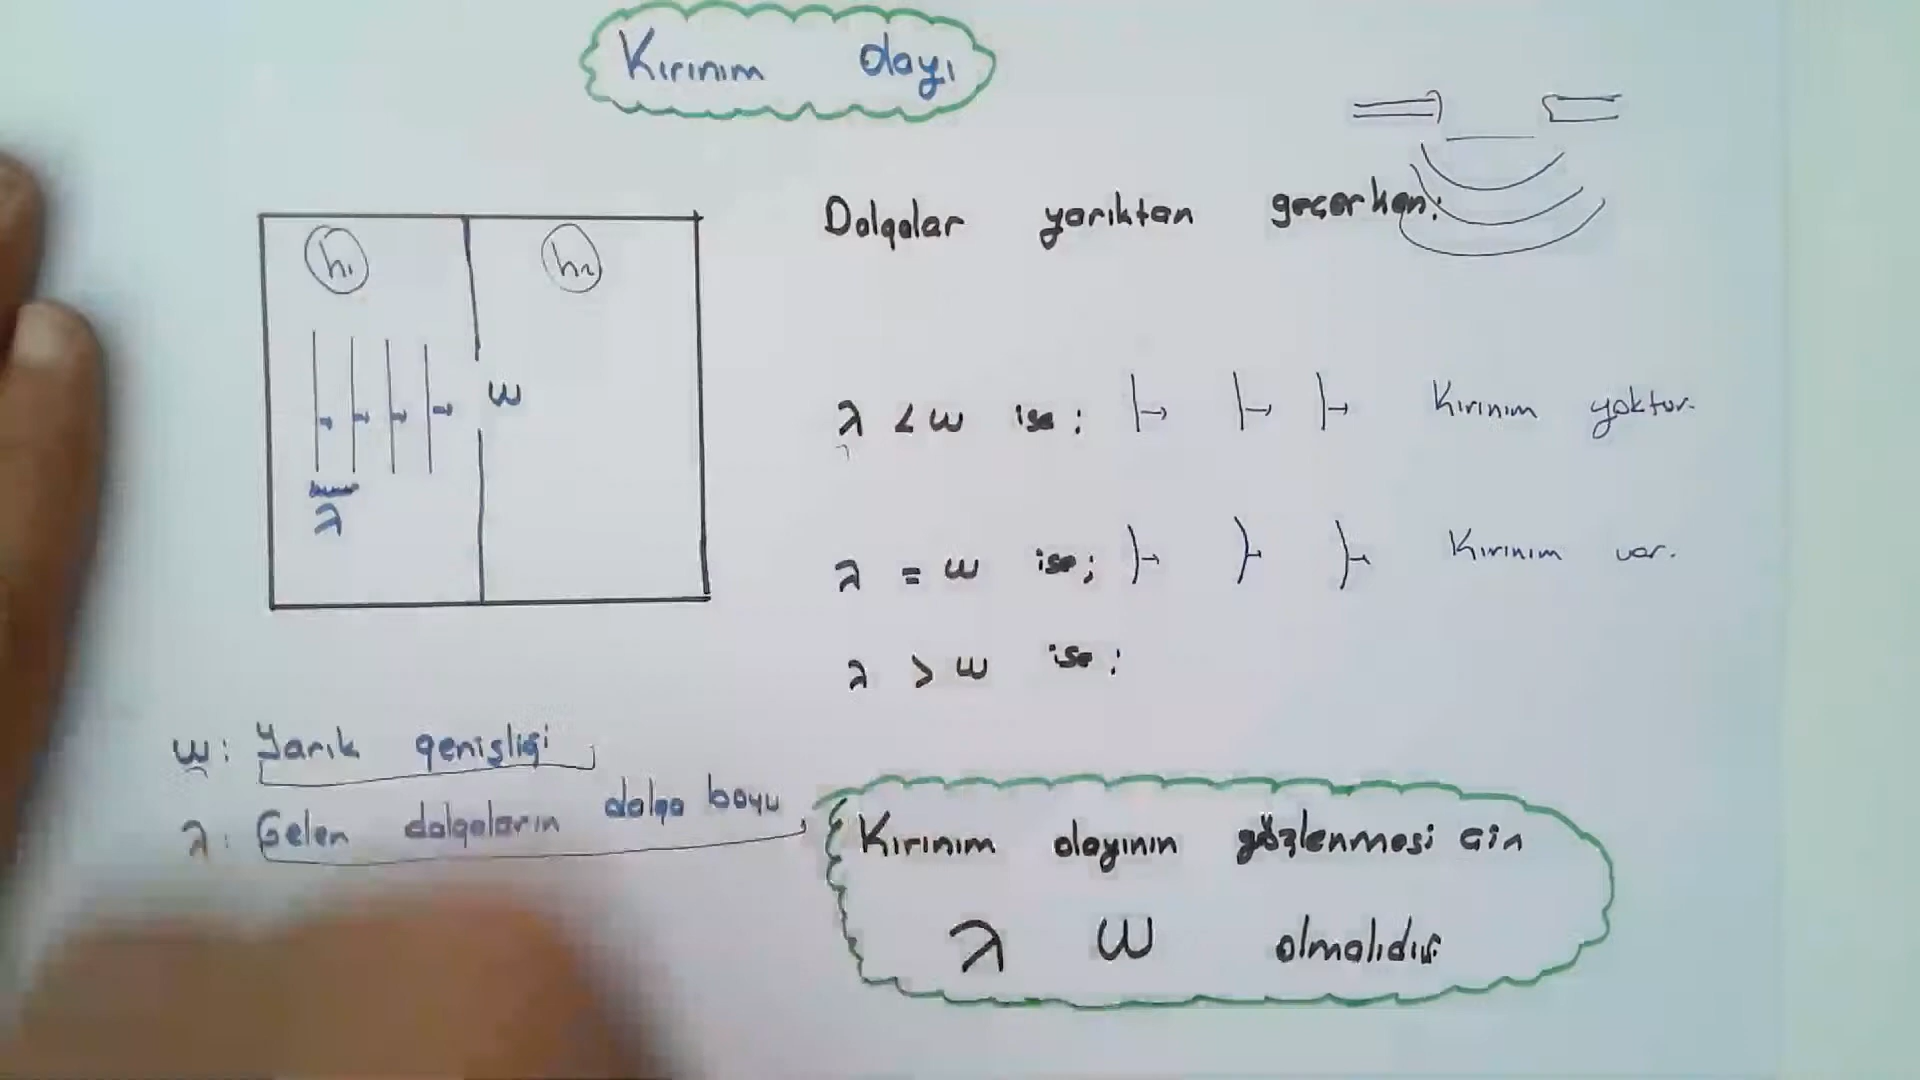 Kırınım olayı
h₁ h₂
Dalgalar yarıktan geçerken:
w
λ
λ < w ise: Kırınım yoktur.
λ = w ise; Kırınım var.
λ > w ise;
w: Yarık genişliği
λ: Gelen dalgaların dalga boyu
Kırınım olayının gözlenmesi için
λ w olmalıdır.